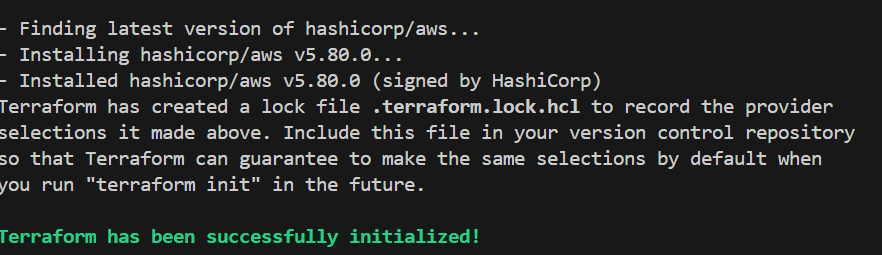 - Finding latest version of hashicorp/aws...
- Installing hashicorp/aws v5.80.0...
- Installed hashicorp/aws v5.80.0 (signed by HashiCorp)
Terraform has created a lock file .terraform.lock.hcl to record the provider
selections it made above. Include this file in your version control repository
so that Terraform can guarantee to make the same selections by default when
you run "terraform init" in the future.
Terraform has been successfully initialized!